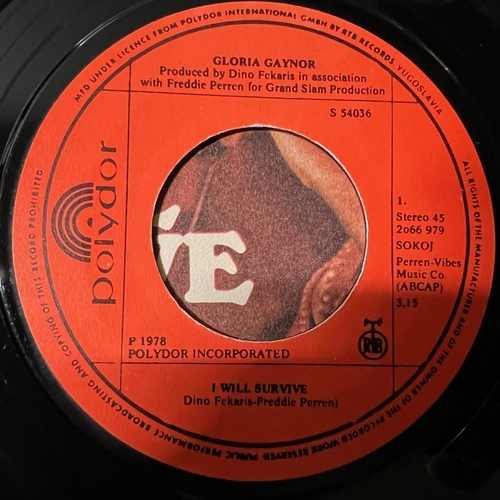 MFD UNDER LICENCE FROM POLYDOR INTERNATIONAL GMBH BY RTB RECORDS, YUGOSLAVIA
GLORIA GAYNOR
Produced by Dino Fekaris in association
with Freddie Perren for Grand Slam Production
S 54036
polydor
1.
Stereo 45
2o66 979
SOKOJ
Perren-Vibes
Music Co.
(ABCAP)
3,15
VE
P 1978
POLYDOR INCORPORATED
RTB
I WILL SURVIVE
Dino Fekaris-Freddie Perren)
ALL RIGHTS OF THE MANUFACTURER AND OF THE OWNER OF THE RECORDED WORK RESERVED. PUBLIC PERFORMANCE BROADCASTING AND COPYING OF THIS RECORD PROHIBITED